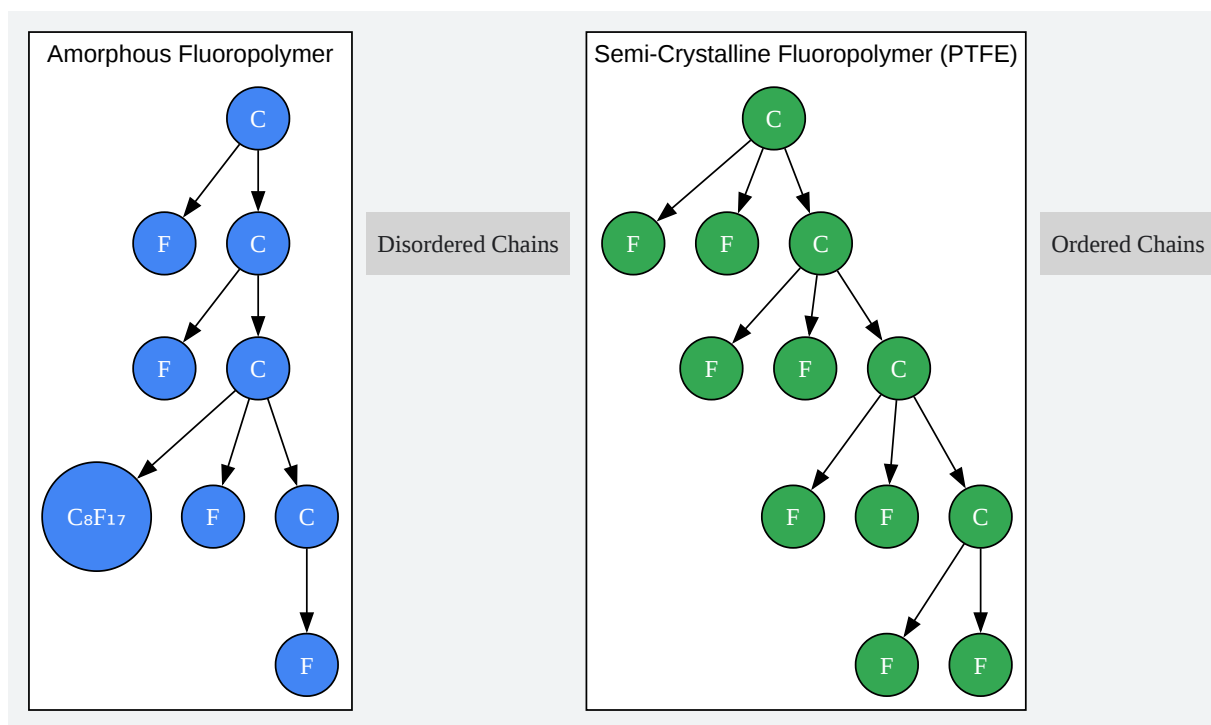 Amorphous Fluoropolymer
Semi-Crystalline Fluoropolymer (PTFE)
C
C
F
C
Disordered Chains
F
F
C
Ordered Chains
F
C
F
F
C
C₈F₁₇
F
C
F
F
C
F
F
F